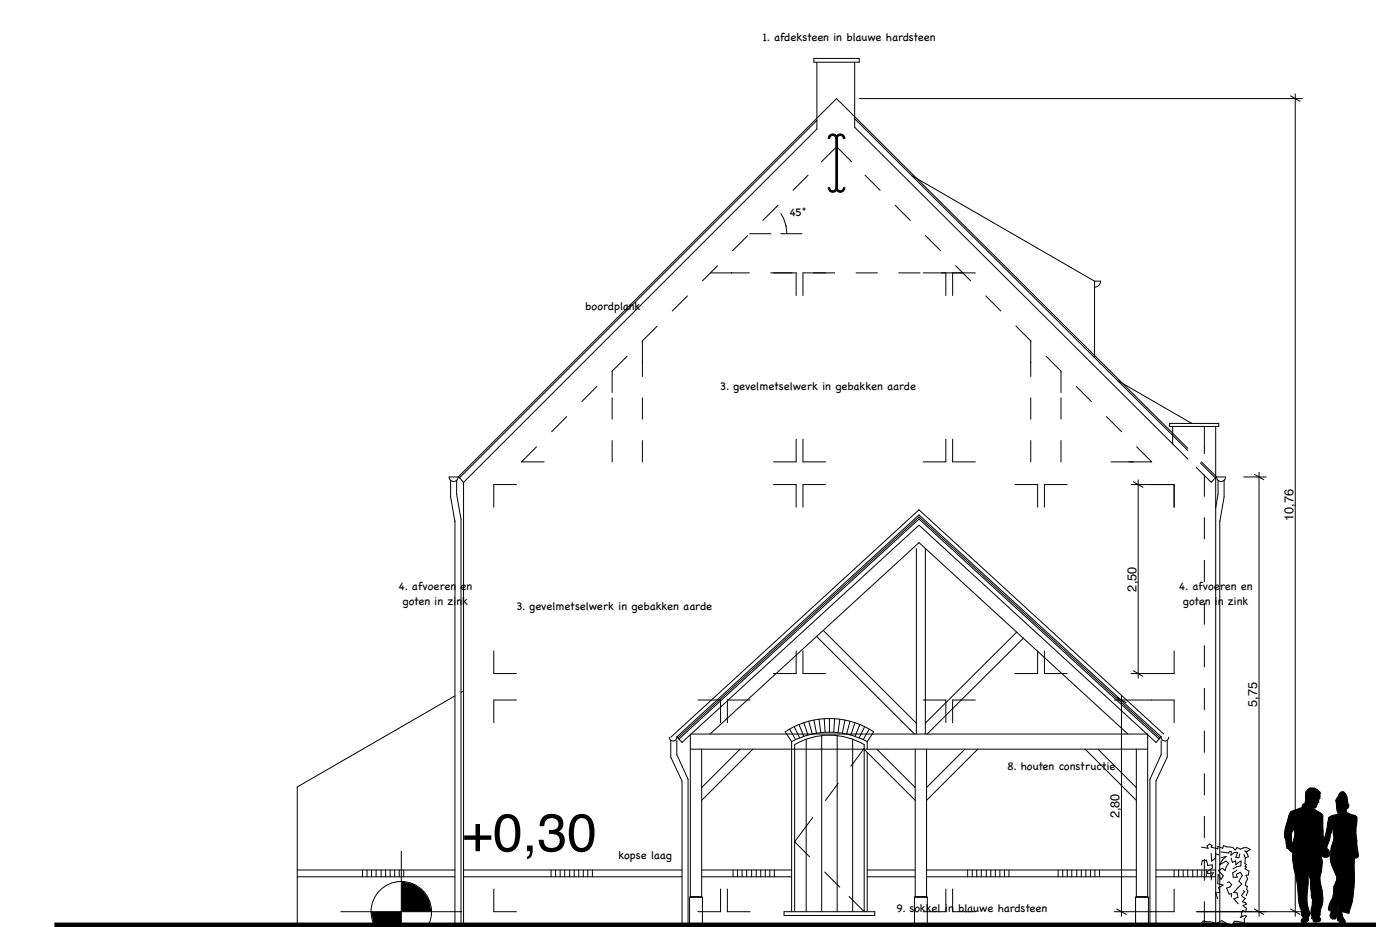 1. afdeksteen in blauwe hardsteen
45°
boordplank
3. gevelmetselwerk in gebakken aarde
10,76
2,50
4. afvoeren en
goten in zink
3. gevelmetselwerk in gebakken aarde
4. afvoeren en
goten in zink
5,75
8. houten constructie
2,80
+0,30
kopse laag
9. sokkel in blauwe hardsteen